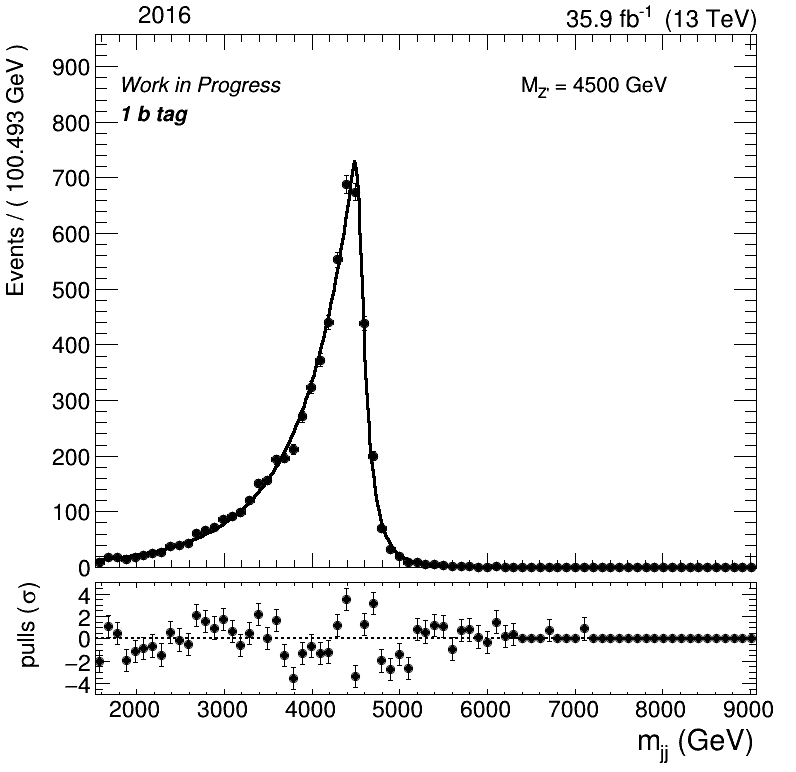 2016
35.9 fb⁻¹ (13 TeV)
Events / ( 100.493 GeV )
900
800
700
600
500
400
300
200
100
0
Work in Progress
1 b tag
M_Z' = 4500 GeV
pulls (σ)
4
2
0
−2
−4
2000 3000 4000 5000 6000 7000 8000 9000
m_jj (GeV)